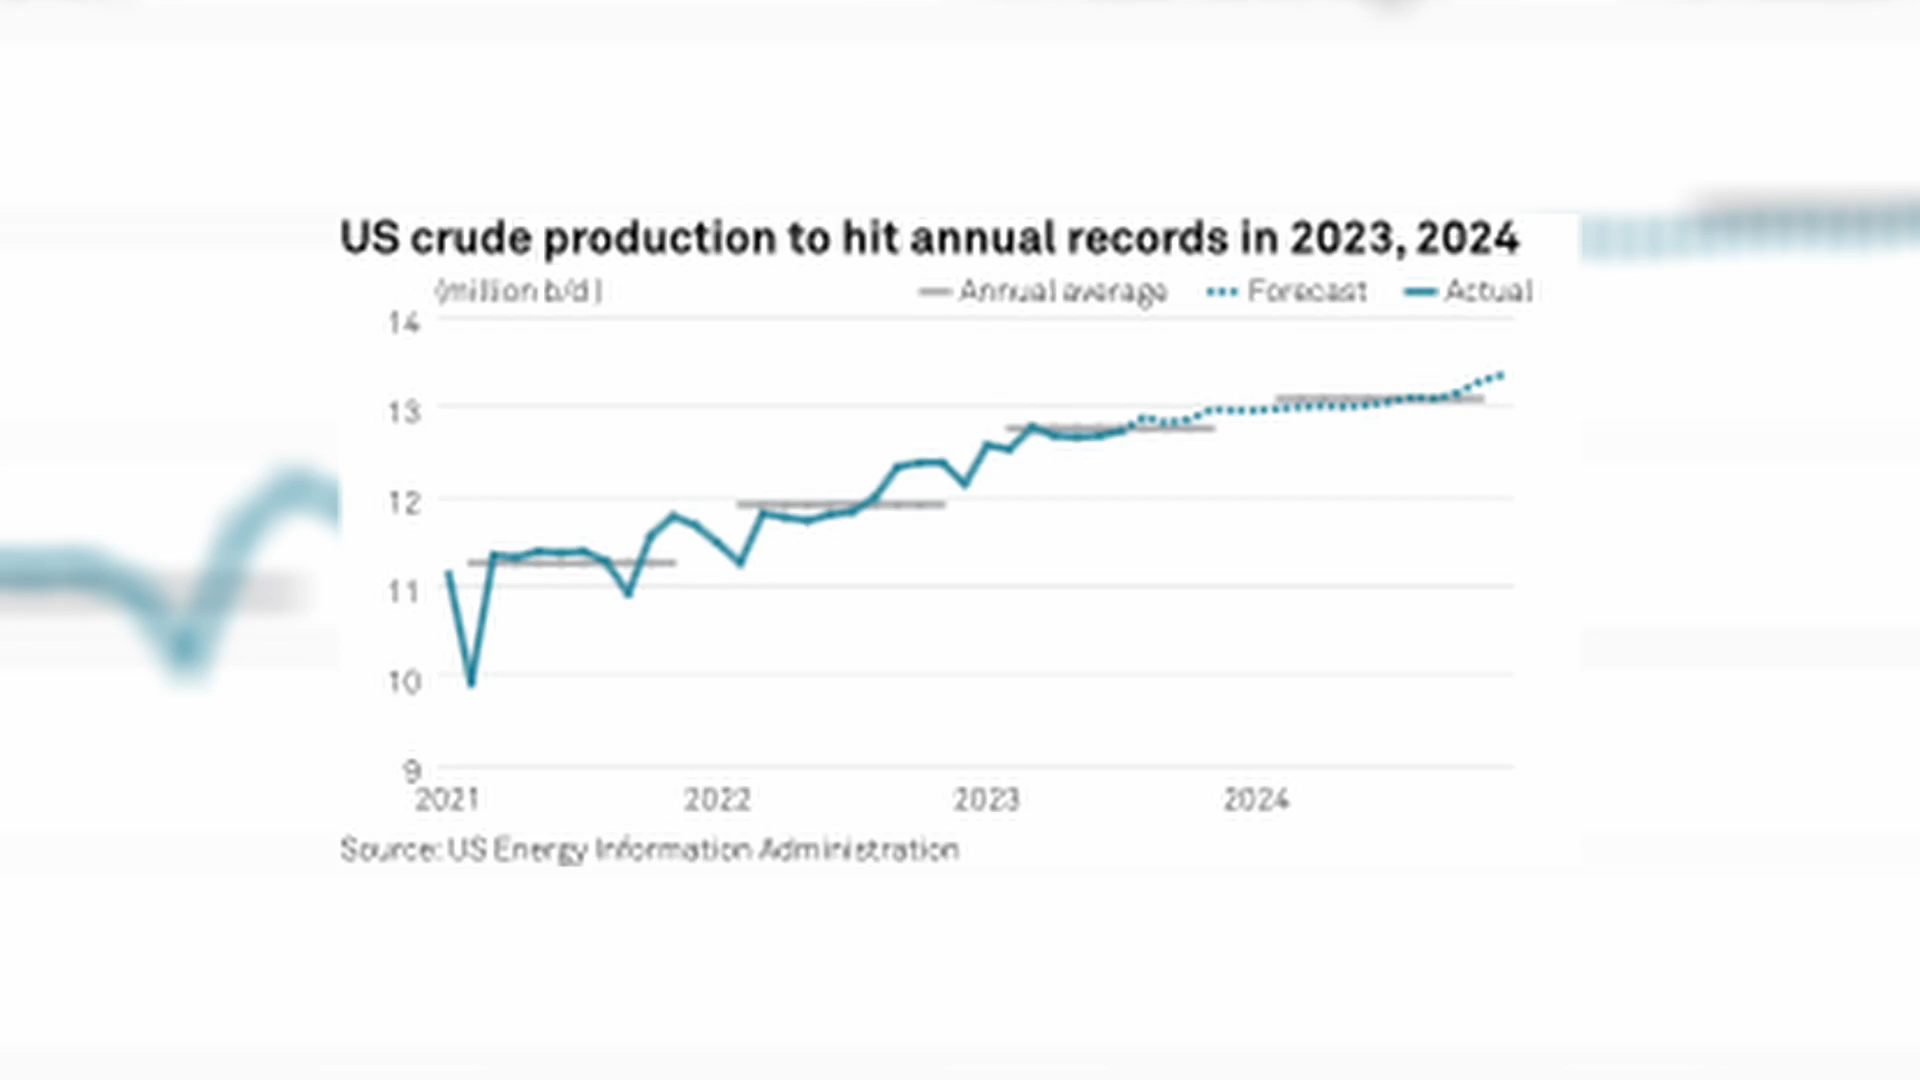 US crude production to hit annual records in 2023, 2024
(million b/d)
Annual average
Forecast
Actual
14
13
12
11
10
9
2021
2022
2023
2024
Source: US Energy Information Administration